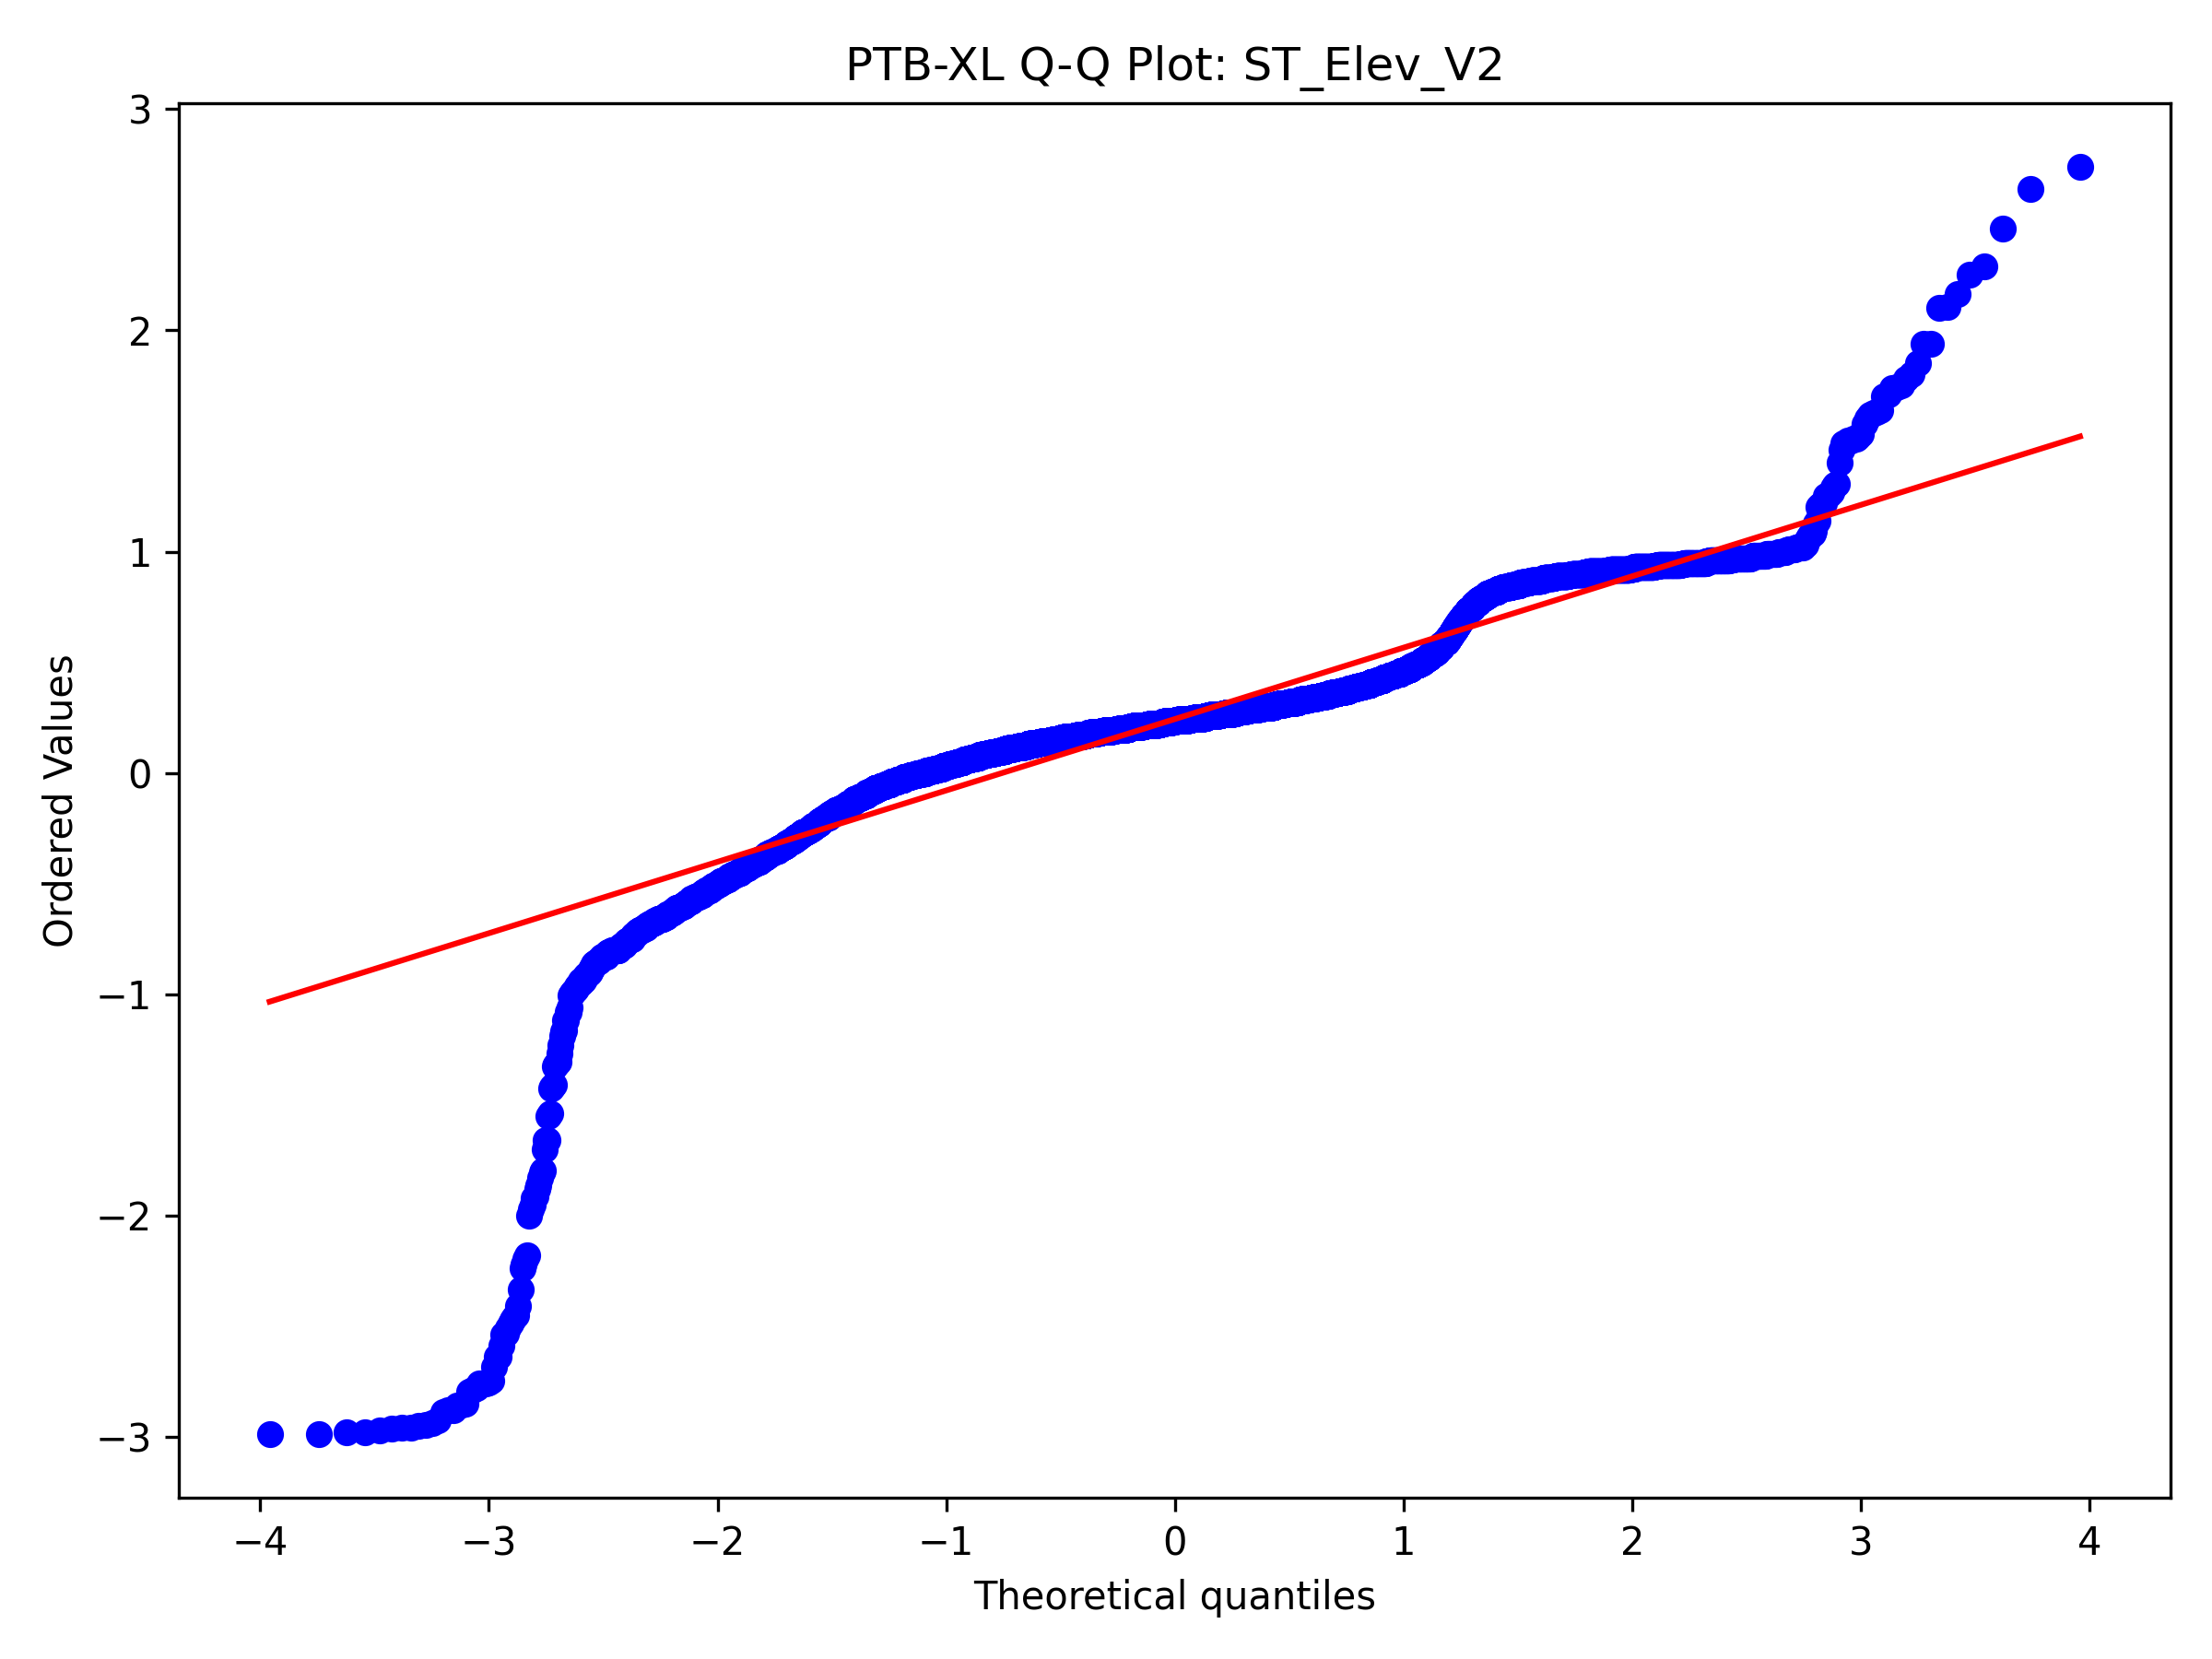 PTB-XL Q-Q Plot: ST_Elev_V2
3
2
1
0
−1
−2
−3
Ordered Values
−4 −3 −2 −1 0 1 2 3 4
Theoretical quantiles